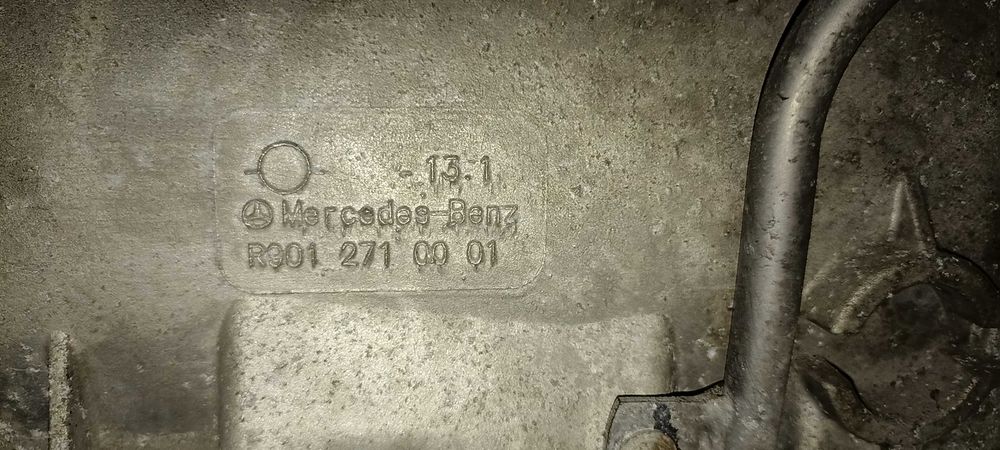 - 13.1
Mercedes-Benz
R901 271 00 01